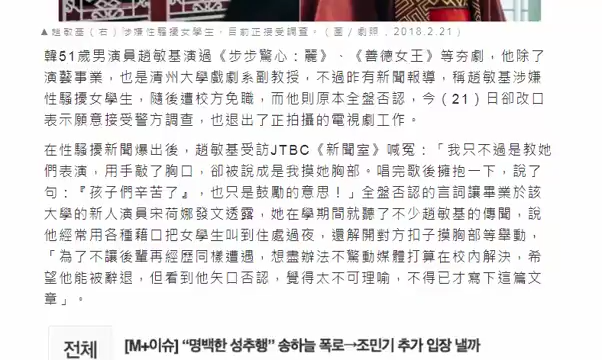 ▲趙敏基（右）涉嫌性騷擾女學生，目前正接受調查。（圖／劇照，2018.2.21）
韓51歲男演員趙敏基演過《步步驚心：麗》、《善德女王》等夯劇，他除了
演藝事業，也是清州大學戲劇系副教授，不過昨有新聞報導，稱趙敏基涉嫌
性騷擾女學生，隨後遭校方免職，而他則原本全盤否認，今（21）日卻改口
表示願意接受警方調查，也退出了正拍攝的電視劇工作。
在性騷擾新聞爆出後，趙敏基受訪JTBC《新聞室》喊冤：「我只不過是教她
們表演，用手敲了胸口，卻被說成是我摸她胸部。唱完歌後擁抱一下，說了
句：『孩子們辛苦了』，也只是鼓勵的意思！」全盤否認的言詞讓畢業於該
大學的新人演員宋荷娜發文透露，她在學期間就聽了不少趙敏基的傳聞，說
他經常用各種藉口把女學生叫到住處過夜，還解開對方扣子摸胸部等舉動，
「為了不讓後輩再經歷同樣遭遇，想盡辦法不驚動媒體打算在校內解決，希
望他能被辭退，但看到他矢口否認，覺得太不可理喻，不得已才寫下這篇文
章」。
전체 [M+이슈] “명백한 성추행” 송하늘 폭로→조민기 추가 입장 낼까